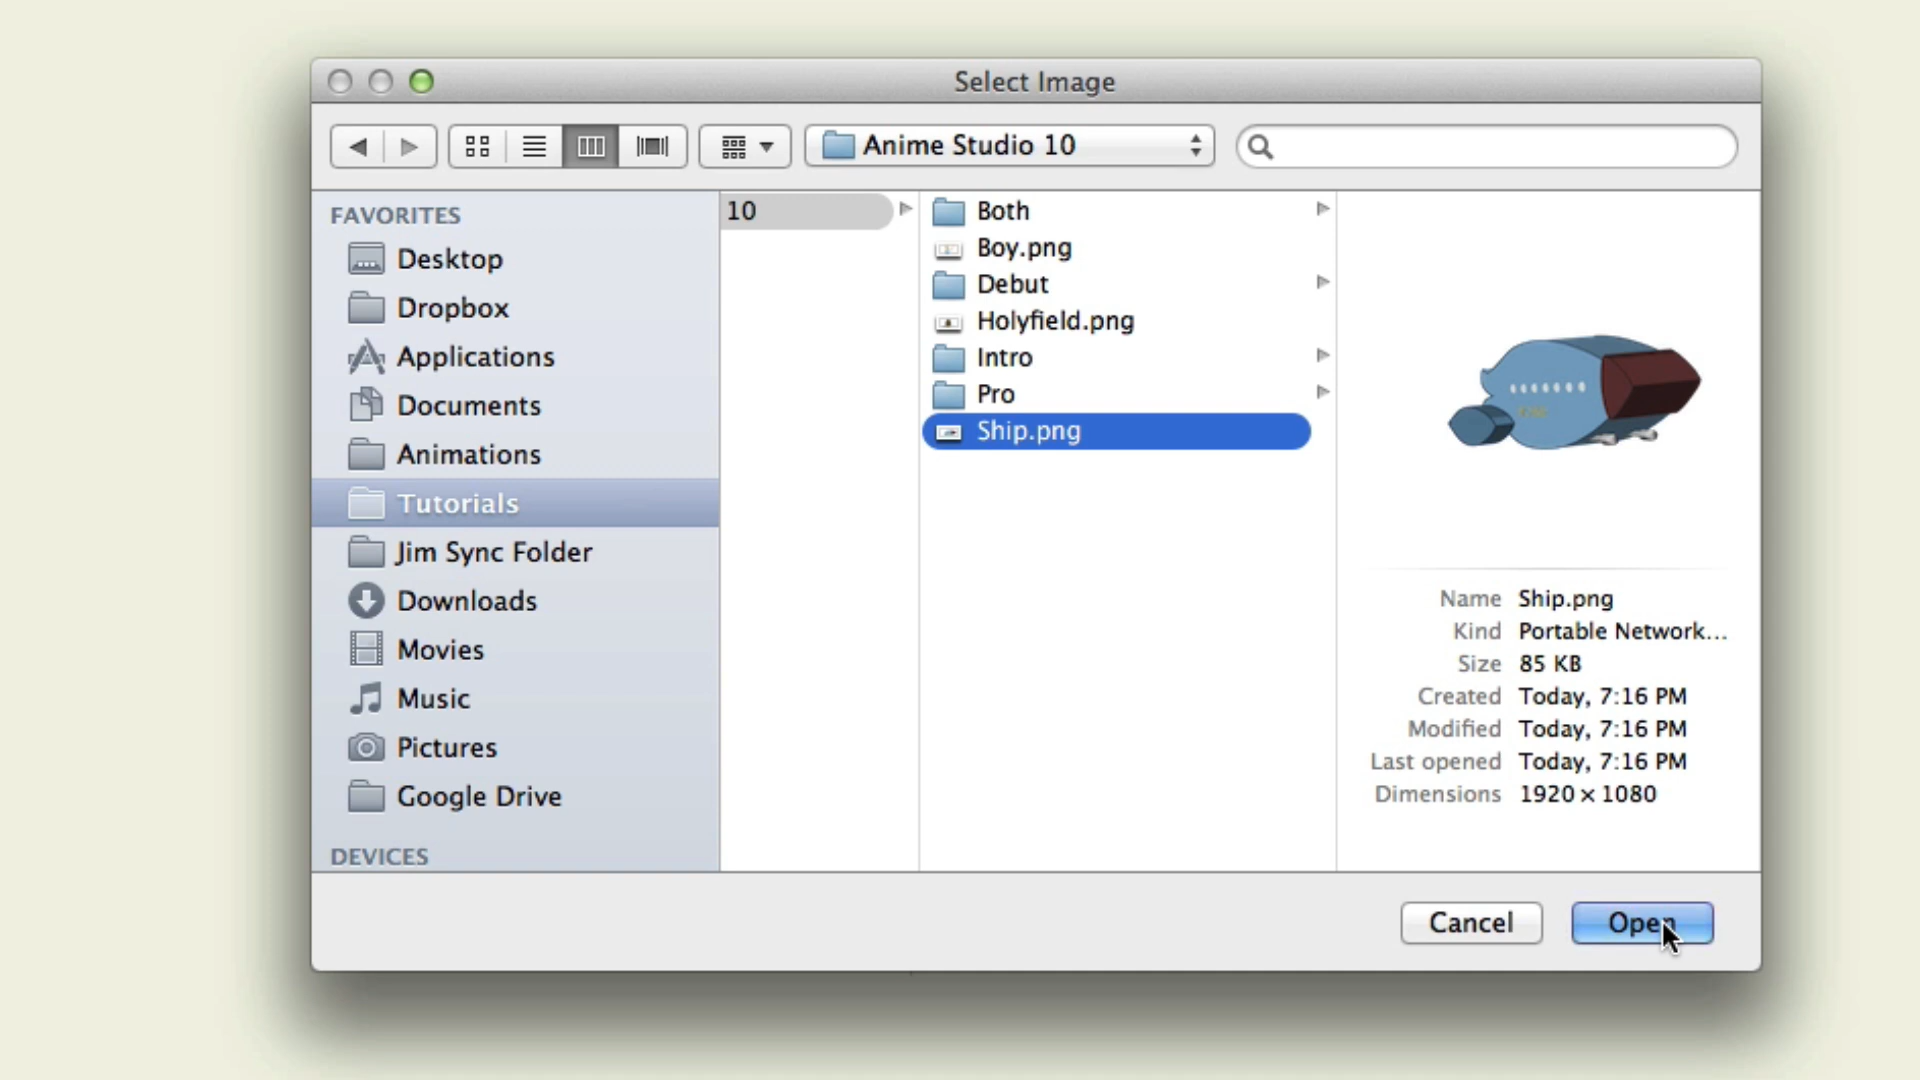 Select Image
Anime Studio 10
FAVORITES
Desktop
Dropbox
Applications
Documents
Animations
Tutorials
Jim Sync Folder
Downloads
Movies
Music
Pictures
Google Drive
DEVICES
10
Both
Boy.png
Debut
Holyfield.png
Intro
Pro
Ship.png
Name Ship.png
Kind Portable Network...
Size 85 KB
Created Today, 7:16 PM
Modified Today, 7:16 PM
Last opened Today, 7:16 PM
Dimensions 1920 × 1080
Cancel Open